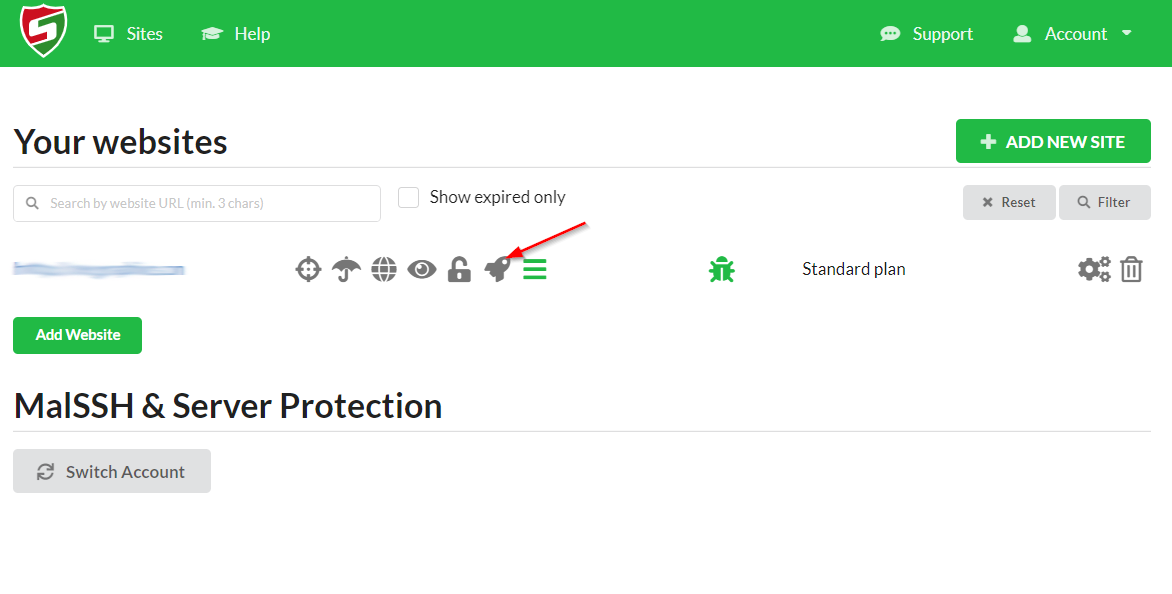 Sites
Help
Support
Account
Your websites
ADD NEW SITE
Search by website URL (min. 3 chars)
Show expired only
Reset
Filter
Standard plan
Add Website
MalSSH & Server Protection
Switch Account